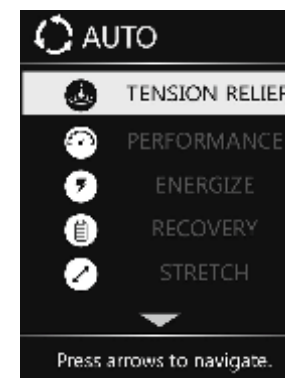 AUTO
TENSION RELIEF
PERFORMANCE
ENERGIZE
RECOVERY
STRETCH
Press arrows to navigate.